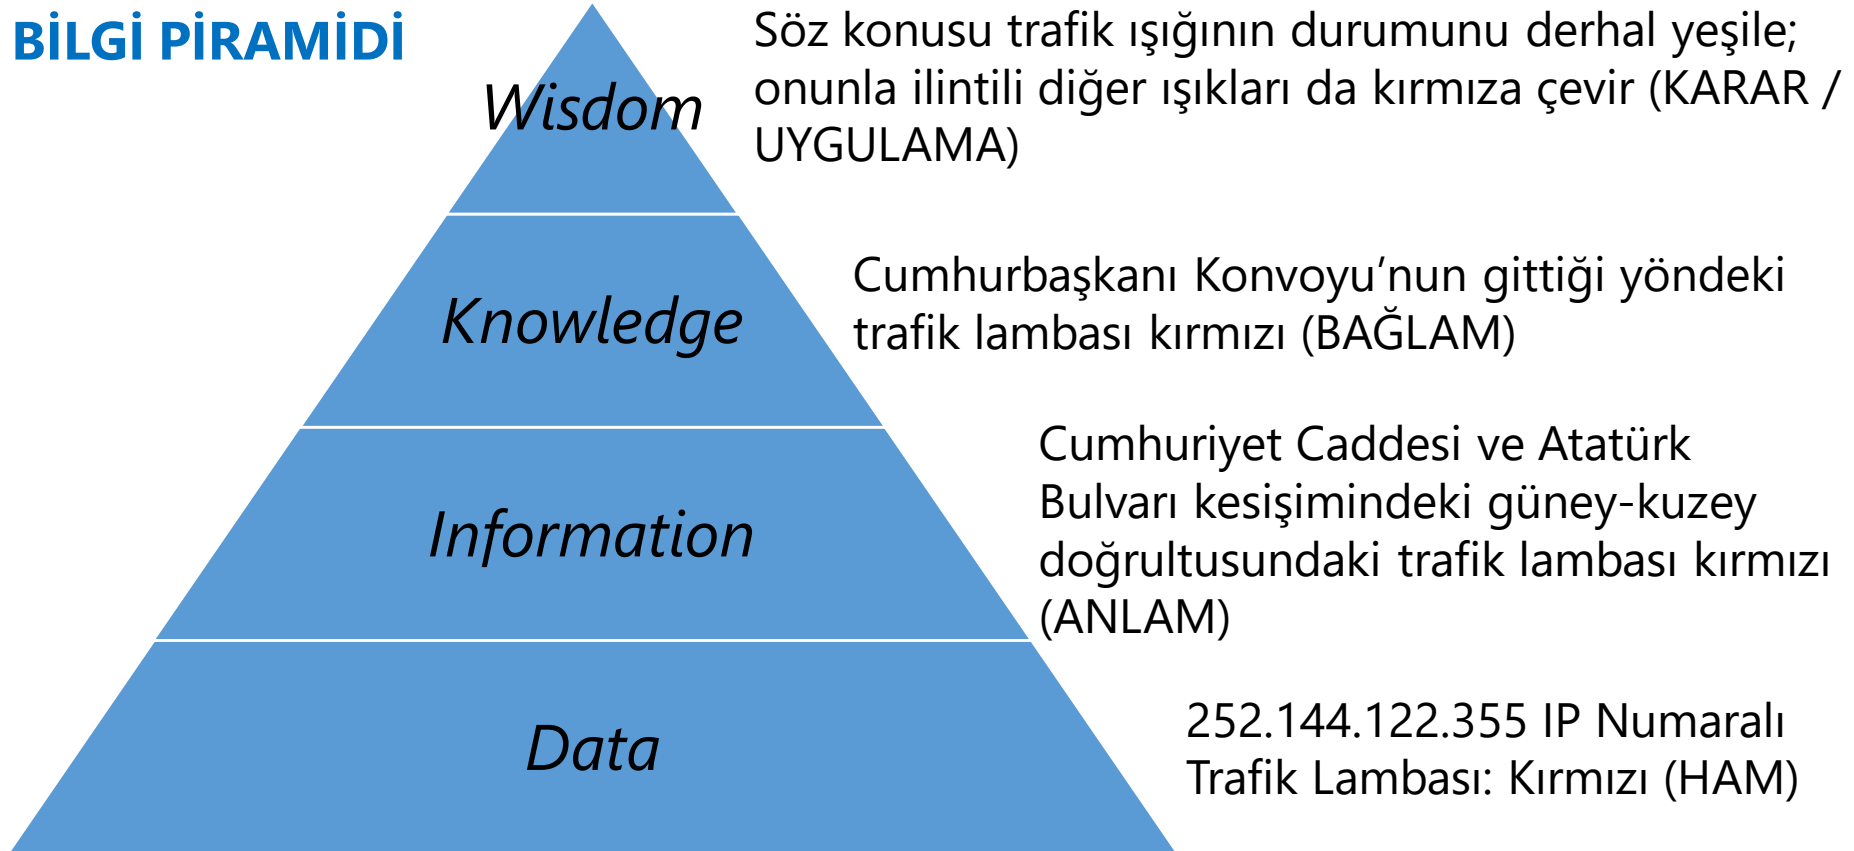 BİLGİ PİRAMİDİ
Söz konusu trafik ışığının durumunu derhal yeşile;
onunla ilintili diğer ışıkları da kırmıza çevir (KARAR /
UYGULAMA)
Wisdom
Cumhurbaşkanı Konvoyu’nun gittiği yöndeki
trafik lambası kırmızı (BAĞLAM)
Knowledge
Cumhuriyet Caddesi ve Atatürk
Bulvarı kesişimindeki güney-kuzey
doğrultusundaki trafik lambası kırmızı
(ANLAM)
Information
252.144.122.355 IP Numaralı
Trafik Lambası: Kırmızı (HAM)
Data